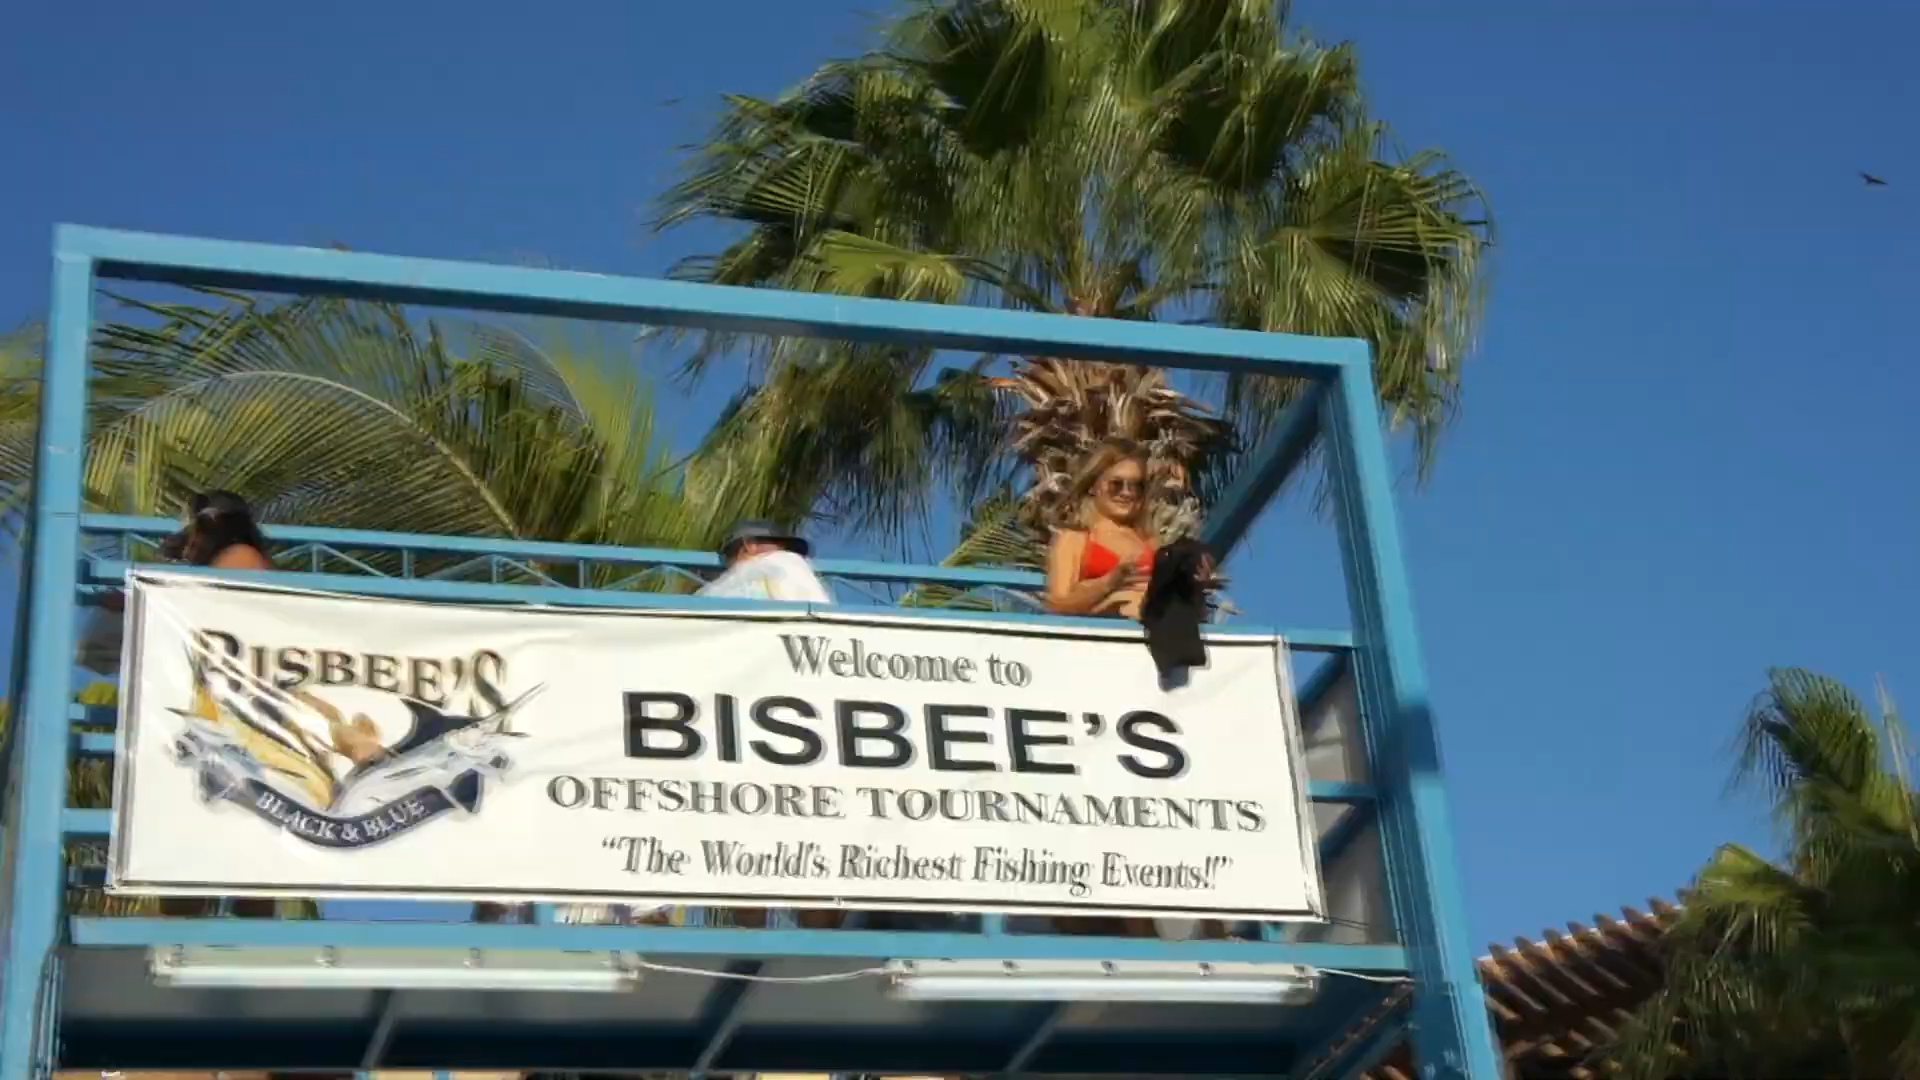 BISBEE'S
BLACK & BLUE
Welcome to
BISBEE'S
OFFSHORE TOURNAMENTS
"The World's Richest Fishing Events!"